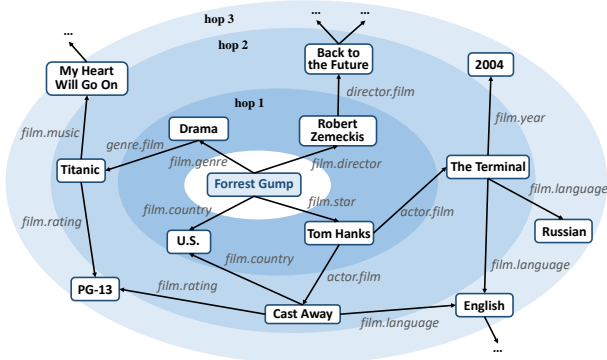 hop 3
...
...
...
hop 2
My Heart
Will Go On
Back to
the Future
2004
director.film
hop 1
film.music
Drama
Robert
Zemeckis
film.year
genre.film
film.genre
film.director
Titanic
The Terminal
Forrest Gump
film.language
film.country
film.star
actor.film
film.rating
U.S.
Tom Hanks
Russian
film.country
film.language
actor.film
film.rating
PG-13
Cast Away
film.language
English
...